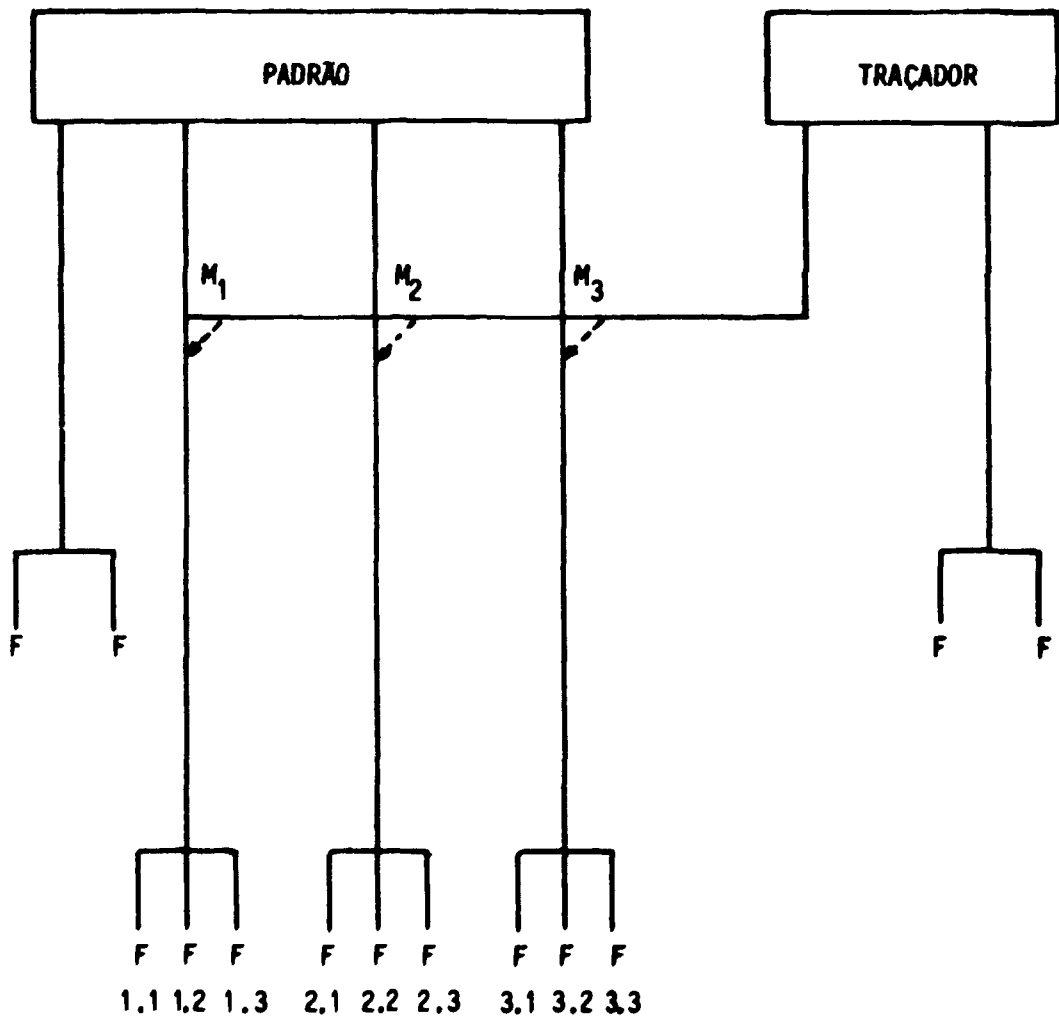 PADRÃO TRAÇADOR
M1 M2 M3
F F F F
F F F F F F F F F
1.1 1.2 1.3 2.1 2.2 2.3 3.1 3.2 3.3